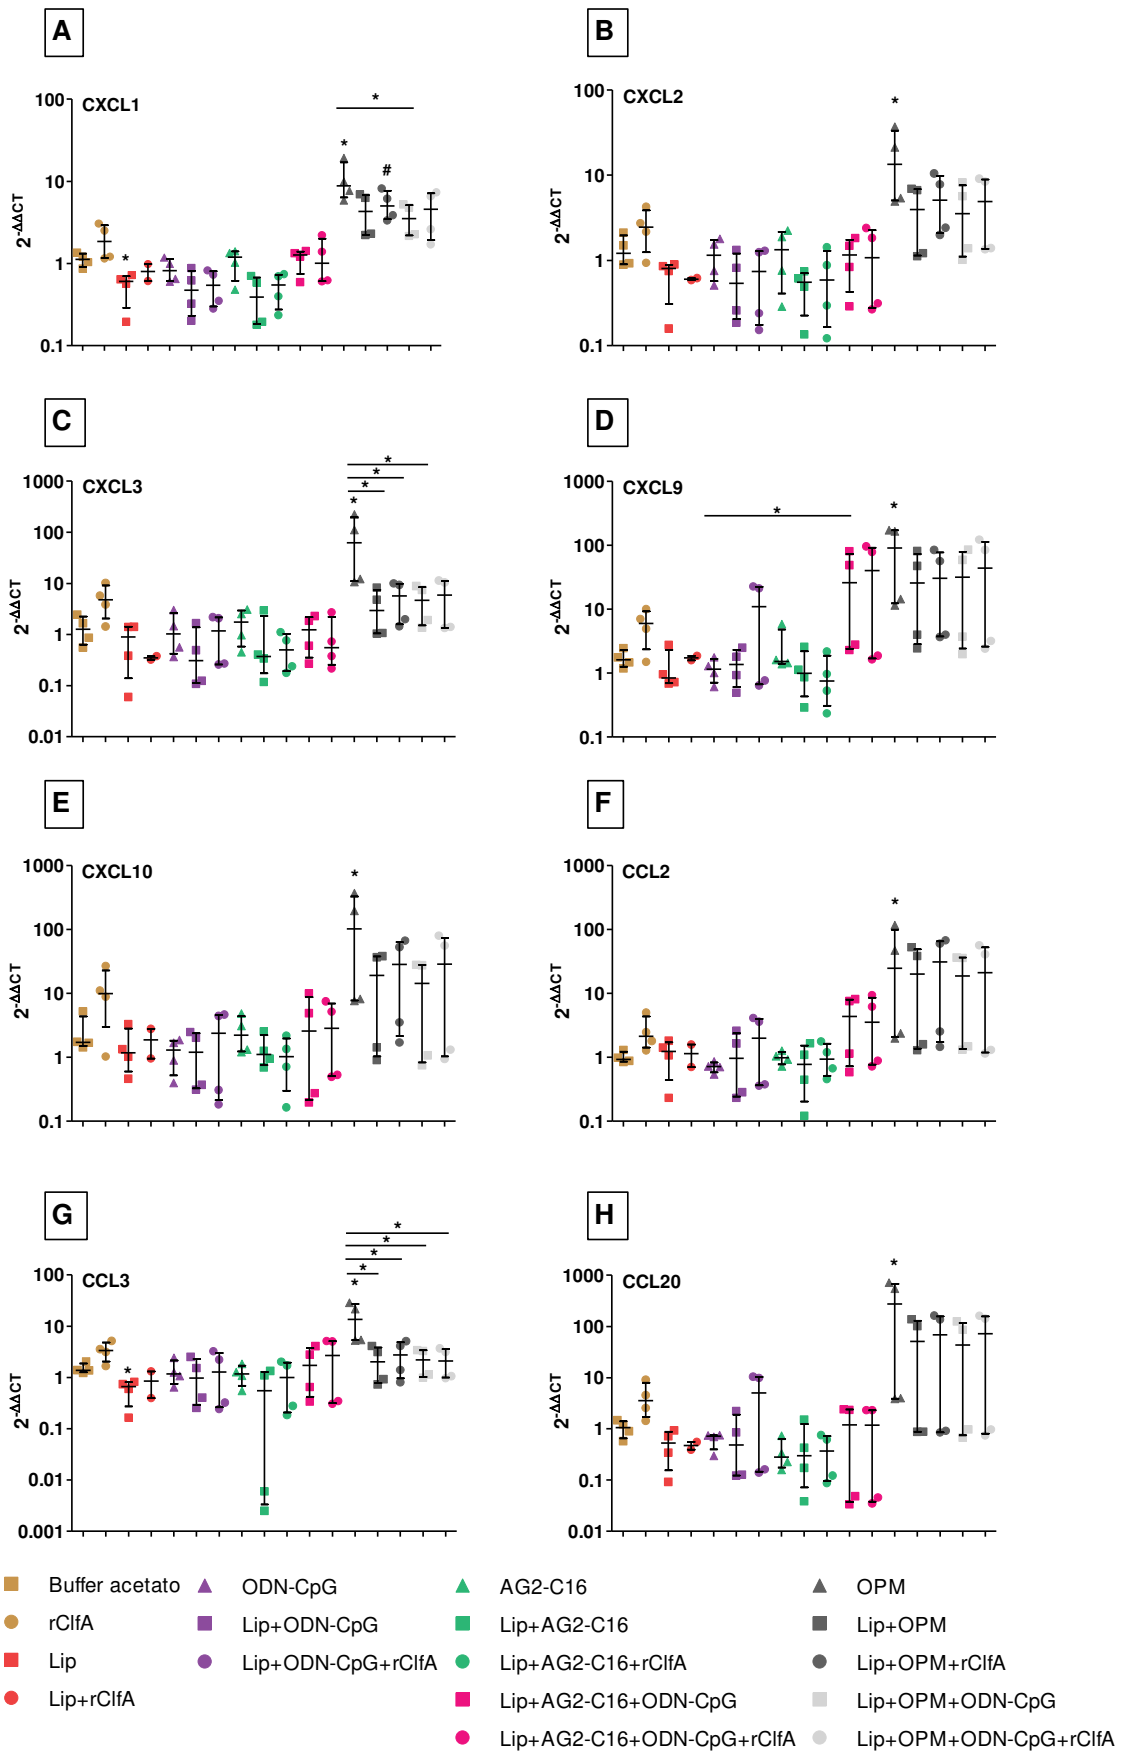 A
B
CXCL1
*
*
*
#
100
10
1
0.1
2-ΔΔCT
CXCL2
*
100
10
1
0.1
2-ΔΔCT
C
D
CXCL3
*
*
*
*
1000
100
10
1
0.1
0.01
2-ΔΔCT
CXCL9
*
*
1000
100
10
1
0.1
2-ΔΔCT
E
F
CXCL10
*
1000
100
10
1
0.1
2-ΔΔCT
CCL2
*
1000
100
10
1
0.1
2-ΔΔCT
G
H
CCL3
*
*
*
*
*
*
100
10
1
0.1
0.01
0.001
2-ΔΔCT
CCL20
*
1000
100
10
1
0.1
0.01
2-ΔΔCT
Buffer acetato
rClfA
Lip
Lip+rClfA
ODN-CpG
Lip+ODN-CpG
Lip+ODN-CpG+rClfA
AG2-C16
Lip+AG2-C16
Lip+AG2-C16+rClfA
Lip+AG2-C16+ODN-CpG
Lip+AG2-C16+ODN-CpG+rClfA
OPM
Lip+OPM
Lip+OPM+rClfA
Lip+OPM+ODN-CpG
Lip+OPM+ODN-CpG+rClfA